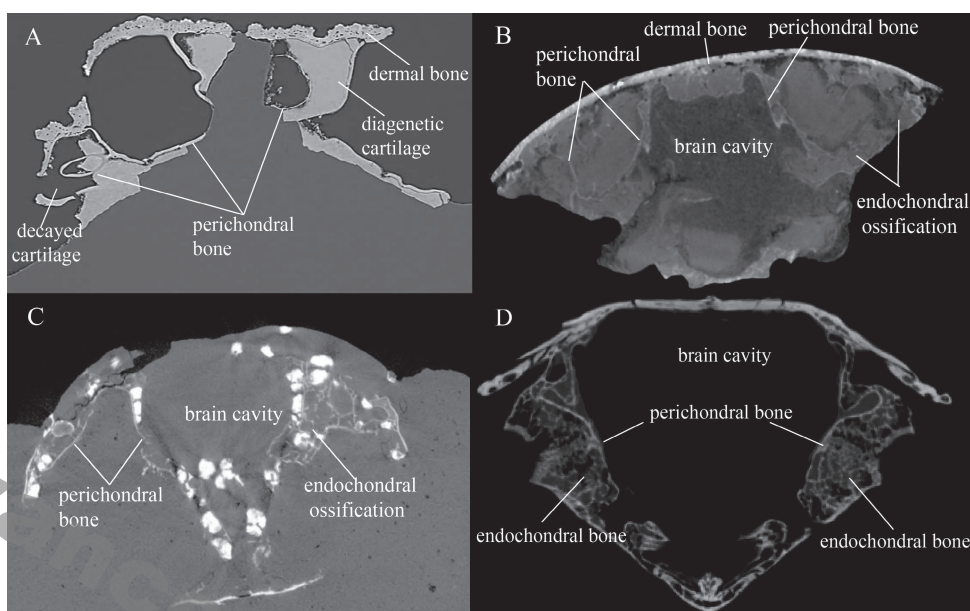 A
dermal bone
diagenetic
cartilage
perichondral
bone
decayed
cartilage
B
dermal bone
perichondral bone
perichondral
bone
brain cavity
endochondral
ossification
C
brain cavity
perichondral
bone
endochondral
ossification
D
brain cavity
perichondral bone
endochondral bone
endochondral bone